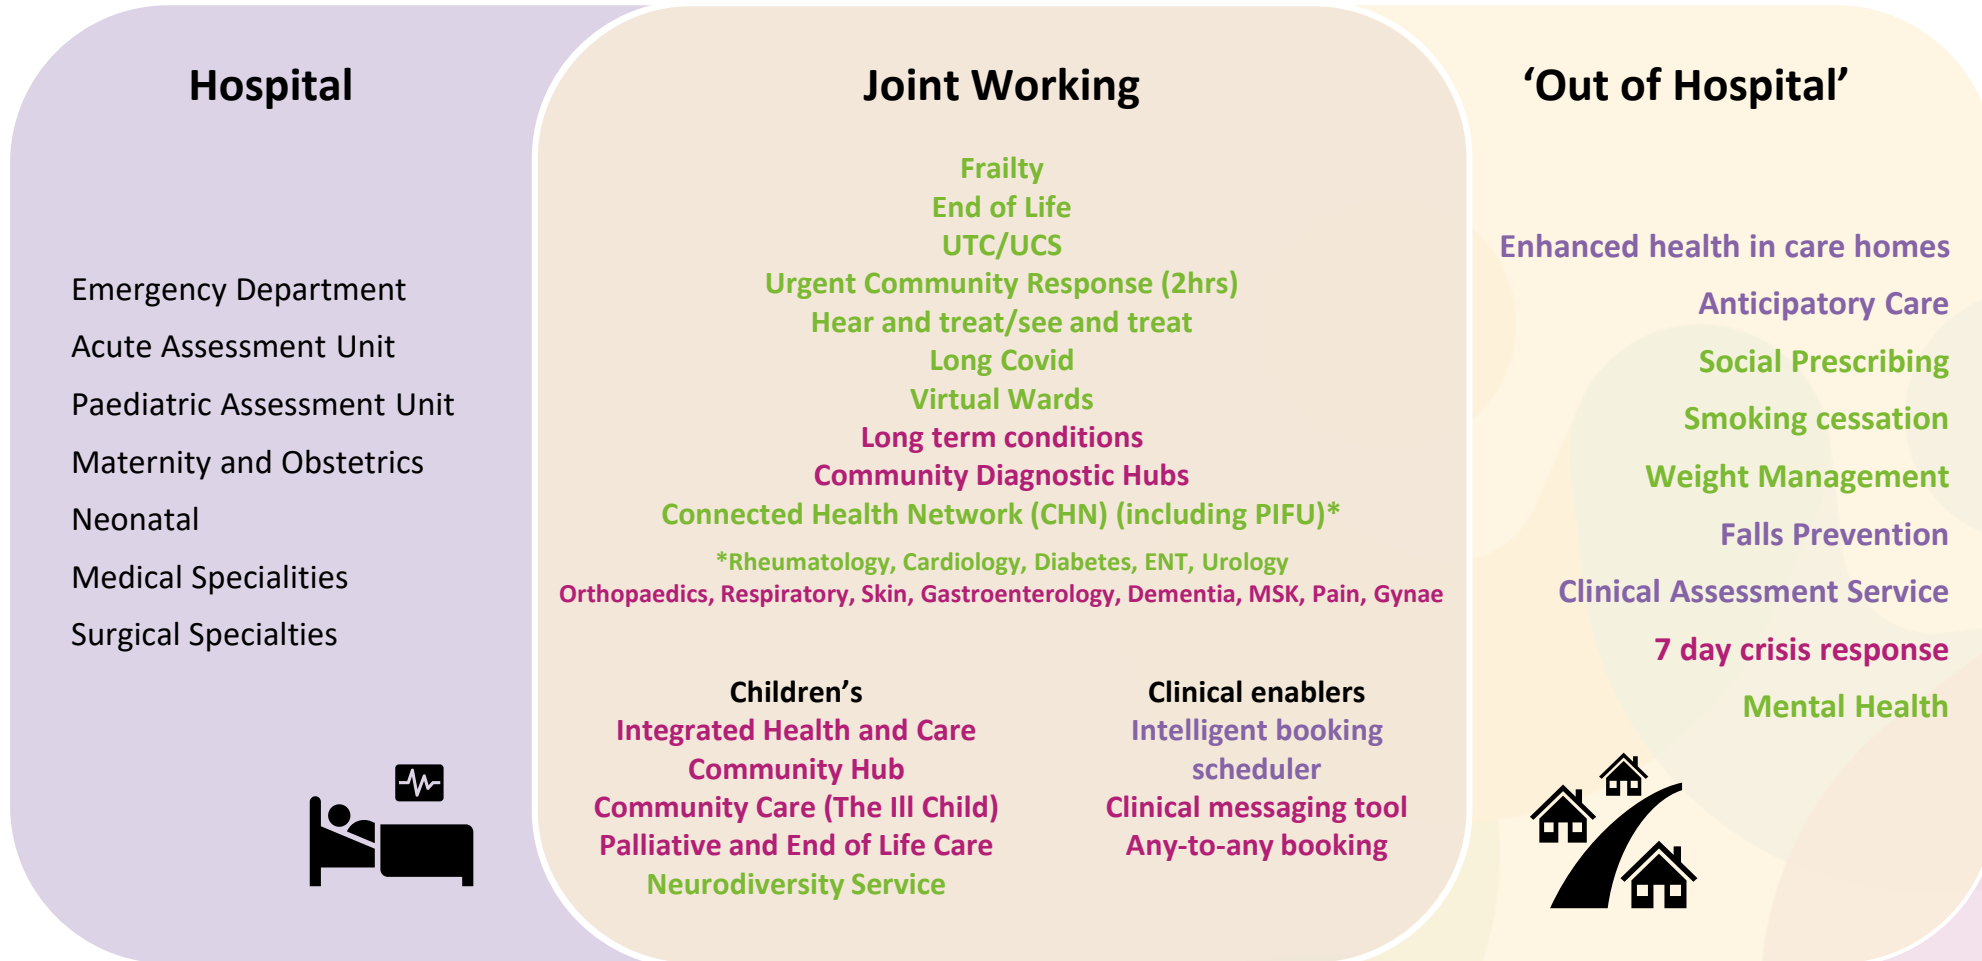 Hospital
Emergency Department
Acute Assessment Unit
Paediatric Assessment Unit
Maternity and Obstetrics
Neonatal
Medical Specialities
Surgical Specialties
Joint Working
Frailty
End of Life
UTC/UCS
Urgent Community Response (2hrs)
Hear and treat/see and treat
Long Covid
Virtual Wards
Long term conditions
Community Diagnostic Hubs
Connected Health Network (CHN) (including PIFU)*
*Rheumatology, Cardiology, Diabetes, ENT, Urology
Orthopaedics, Respiratory, Skin, Gastroenterology, Dementia, MSK, Pain, Gynae
Children’s
Integrated Health and Care
Community Hub
Community Care (The Ill Child)
Palliative and End of Life Care
Neurodiversity Service
Clinical enablers
Intelligent booking
scheduler
Clinical messaging tool
Any-to-any booking
‘Out of Hospital’
Enhanced health in care homes
Anticipatory Care
Social Prescribing
Smoking cessation
Weight Management
Falls Prevention
Clinical Assessment Service
7 day crisis response
Mental Health